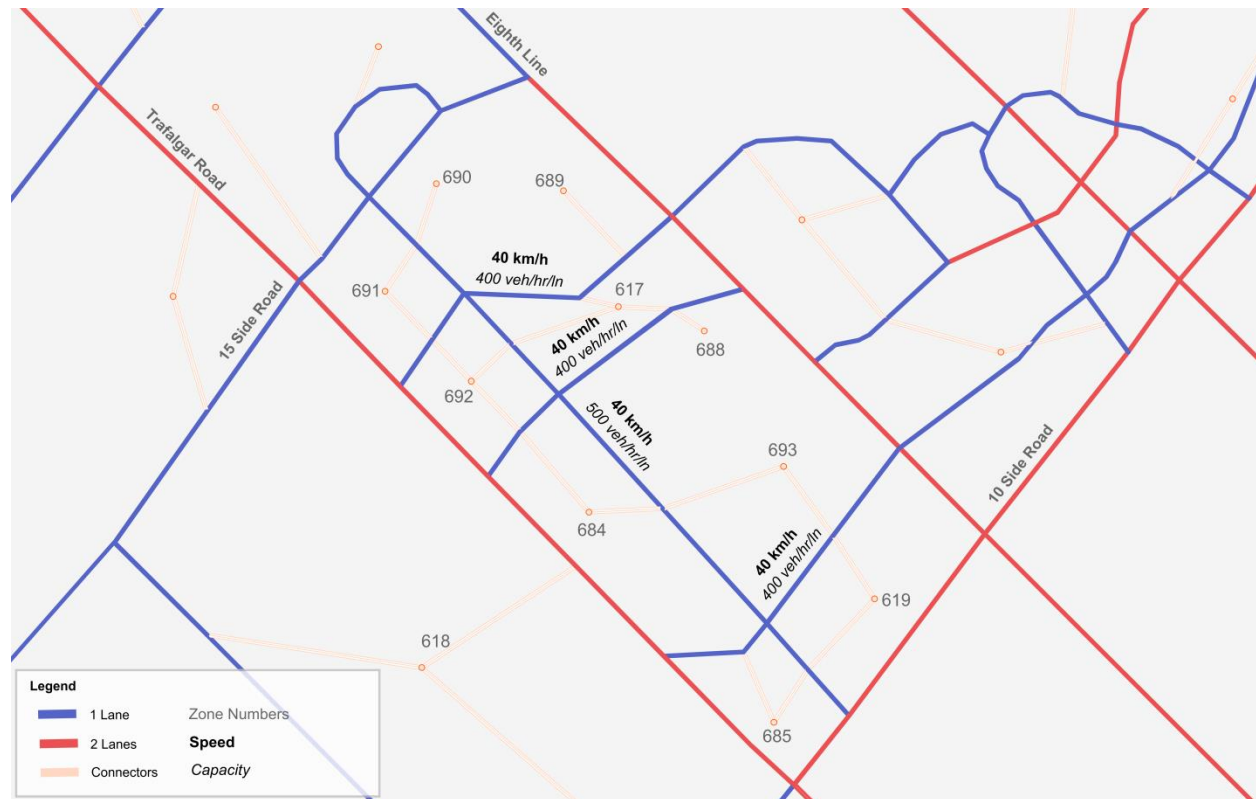 Eighth Line
Trafalgar Road
690
689
40 km/h
400 veh/hr/ln
691
617
15 Side Road
40 km/h
400 veh/hr/ln
688
692
40 km/h
500 veh/hr/ln
693
10 Side Road
684
40 km/h
400 veh/hr/ln
619
618
685
Legend
1 Lane
Zone Numbers
2 Lanes
Speed
Connectors
Capacity